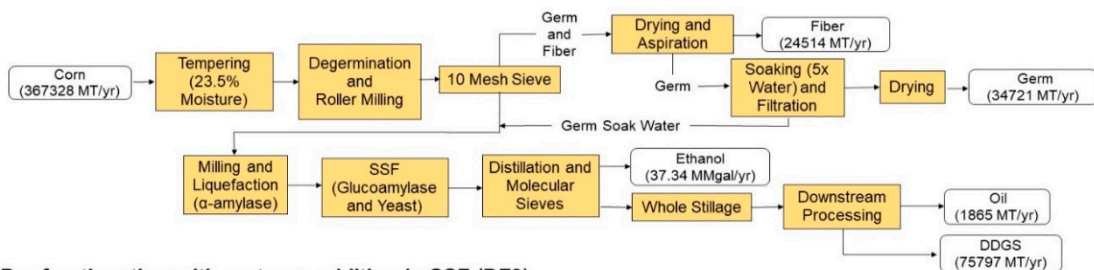 Corn
(367328 MT/yr)
Tempering
(23.5%
Moisture)
Degermination
and
Roller Milling
10 Mesh Sieve
Germ
and
Fiber
Drying and
Aspiration
Fiber
(24514 MT/yr)
Germ
Soaking (5x
Water) and
Filtration
Drying
Germ
(34721 MT/yr)
Germ Soak Water
Milling and
Liquefaction
(α-amylase)
SSF
(Glucoamylase
and Yeast)
Distillation and
Molecular
Sieves
Ethanol
(37.34 MMgal/yr)
Whole Stillage
Downstream
Processing
Oil
(1865 MT/yr)
DDGS
(75797 MT/yr)